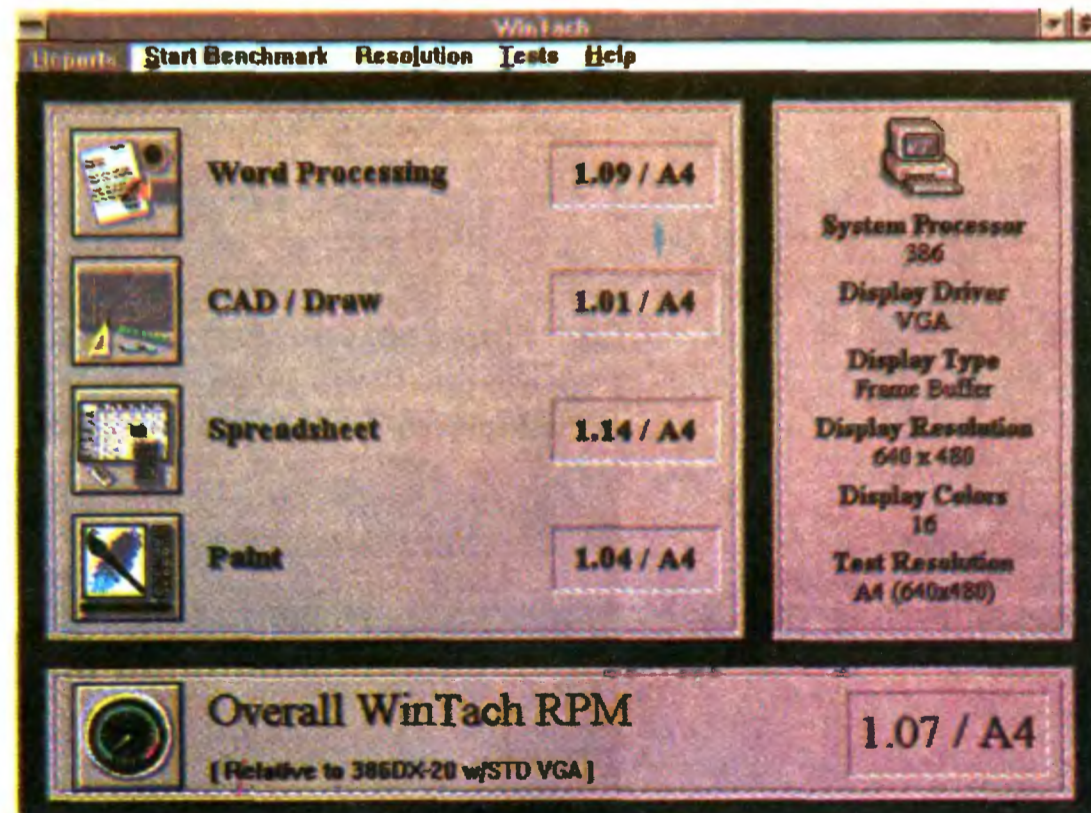 WinTach
Reports Start Benchmark Resolution Tests Help
Word Processing 1.09 / A4
CAD / Draw 1.01 / A4
Spreadsheet 1.14 / A4
Paint 1.04 / A4
System Processor
386
Display Driver
VGA
Display Type
Frame Buffer
Display Resolution
640 x 480
Display Colors
16
Test Resolution
A4 (640x480)
Overall WinTach RPM 1.07 / A4
[ Relative to 386DX-20 w/STD VGA ]